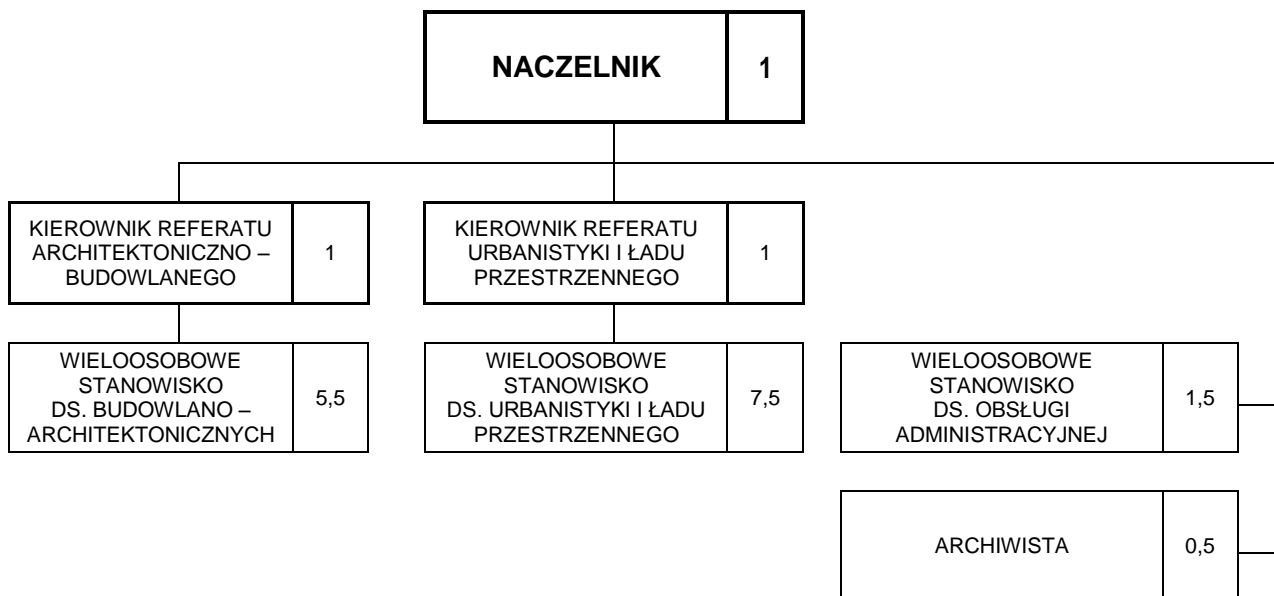 NACZELNIK 1
KIEROWNIK REFERATU
ARCHITEKTONICZNO –
BUDOWLANEGO
1
KIEROWNIK REFERATU
URBANISTYKI I ŁADU
PRZESTRZENNEGO
1
WIELOOSOBOWE
STANOWISKO
DS. BUDOWLANO –
ARCHITEKTONICZNYCH
5,5
WIELOOSOBOWE
STANOWISKO
DS. URBANISTYKI I ŁADU
PRZESTRZENNEGO
7,5
WIELOOSOBOWE
STANOWISKO
DS. OBSŁUGI
ADMINISTRACYJNEJ
1,5
ARCHIWISTA 0,5